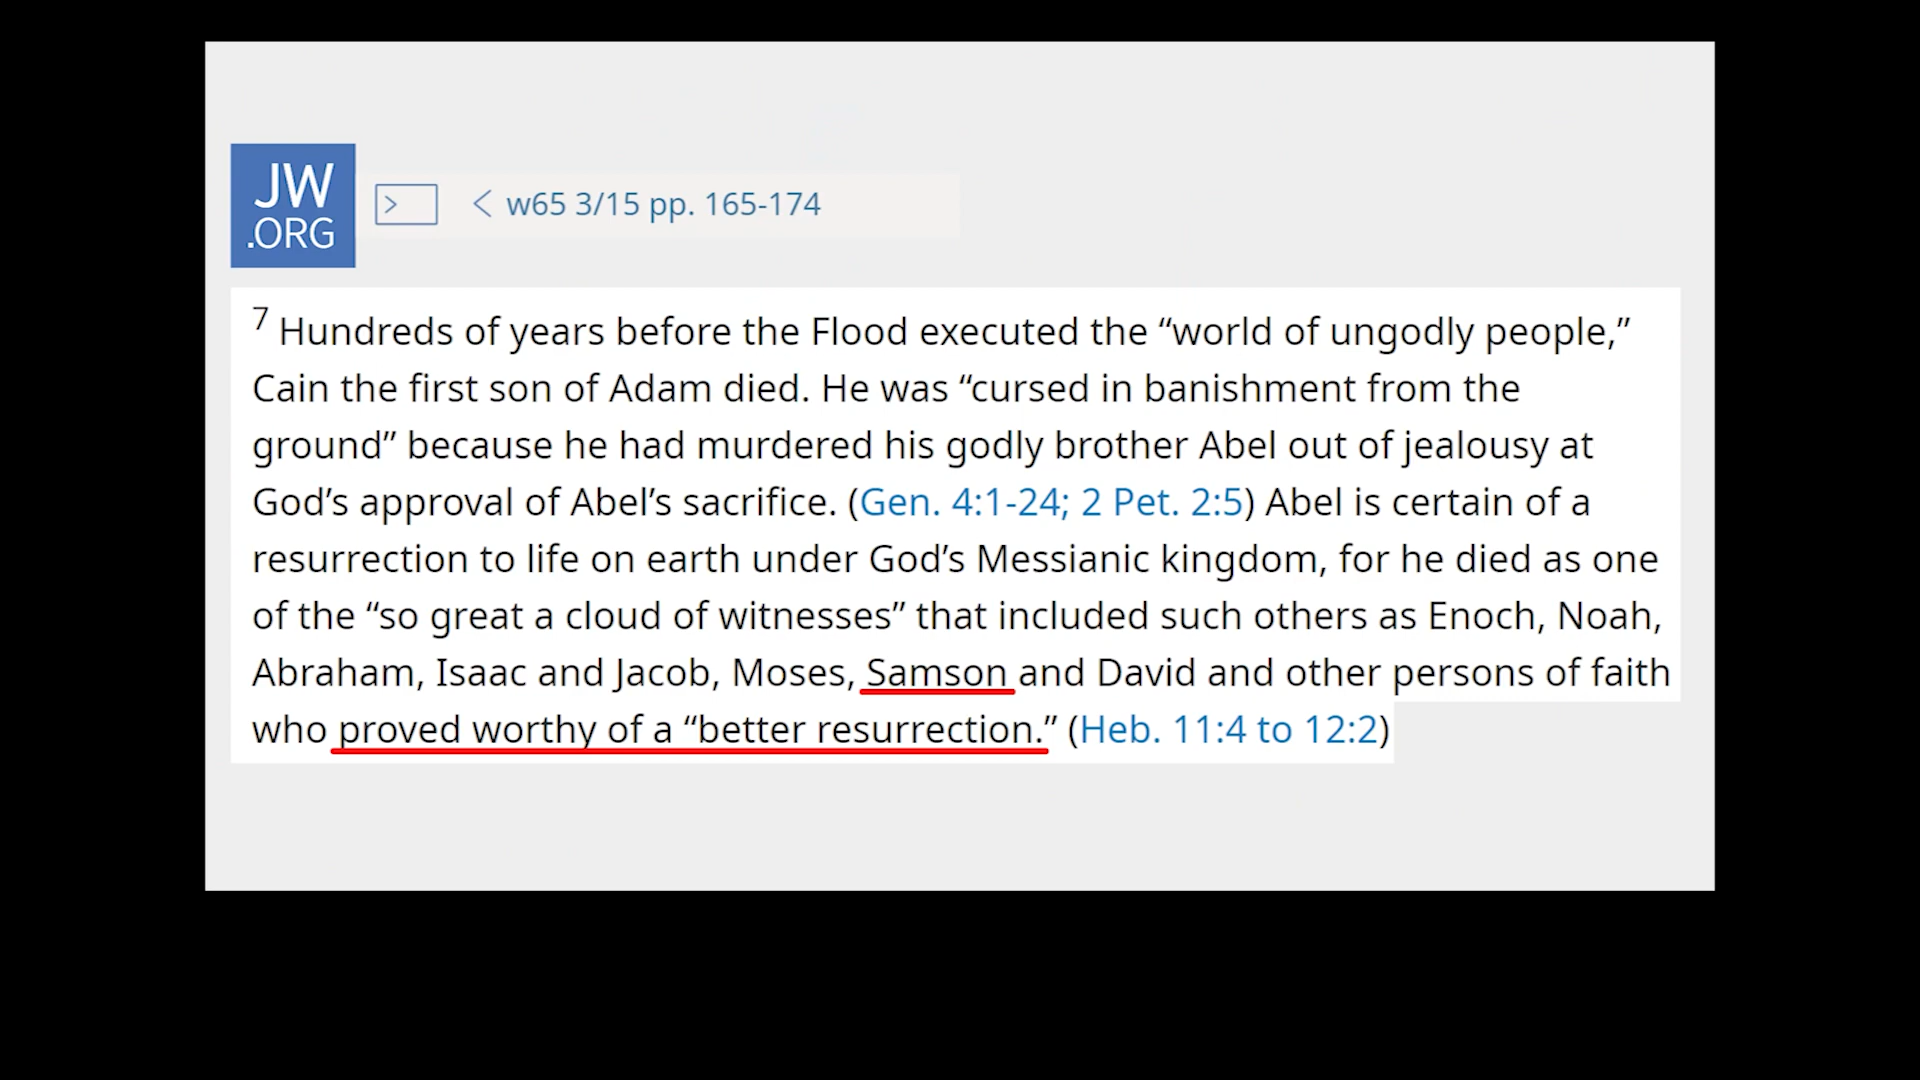 JW
.ORG
> < w65 3/15 pp. 165-174
7 Hundreds of years before the Flood executed the “world of ungodly people,”
Cain the first son of Adam died. He was “cursed in banishment from the
ground” because he had murdered his godly brother Abel out of jealousy at
God’s approval of Abel’s sacrifice. (Gen. 4:1-24; 2 Pet. 2:5) Abel is certain of a
resurrection to life on earth under God’s Messianic kingdom, for he died as one
of the “so great a cloud of witnesses” that included such others as Enoch, Noah,
Abraham, Isaac and Jacob, Moses, Samson and David and other persons of faith
who proved worthy of a “better resurrection.” (Heb. 11:4 to 12:2)